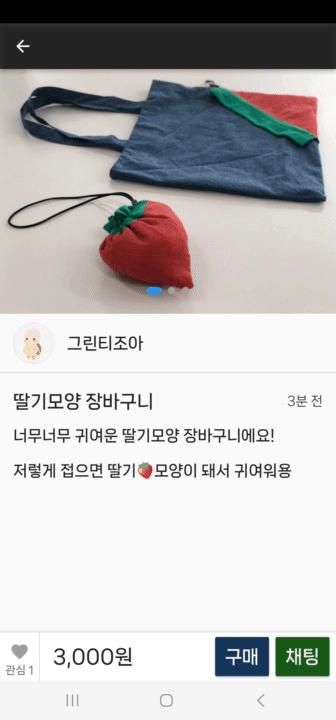 그린티조아
딸기모양 장바구니
3분 전
너무너무 귀여운 딸기모양 장바구니에요!
저렇게 접으면 딸기🍓모양이 돼서 귀여워용
관심 1
3,000원
구매
채팅